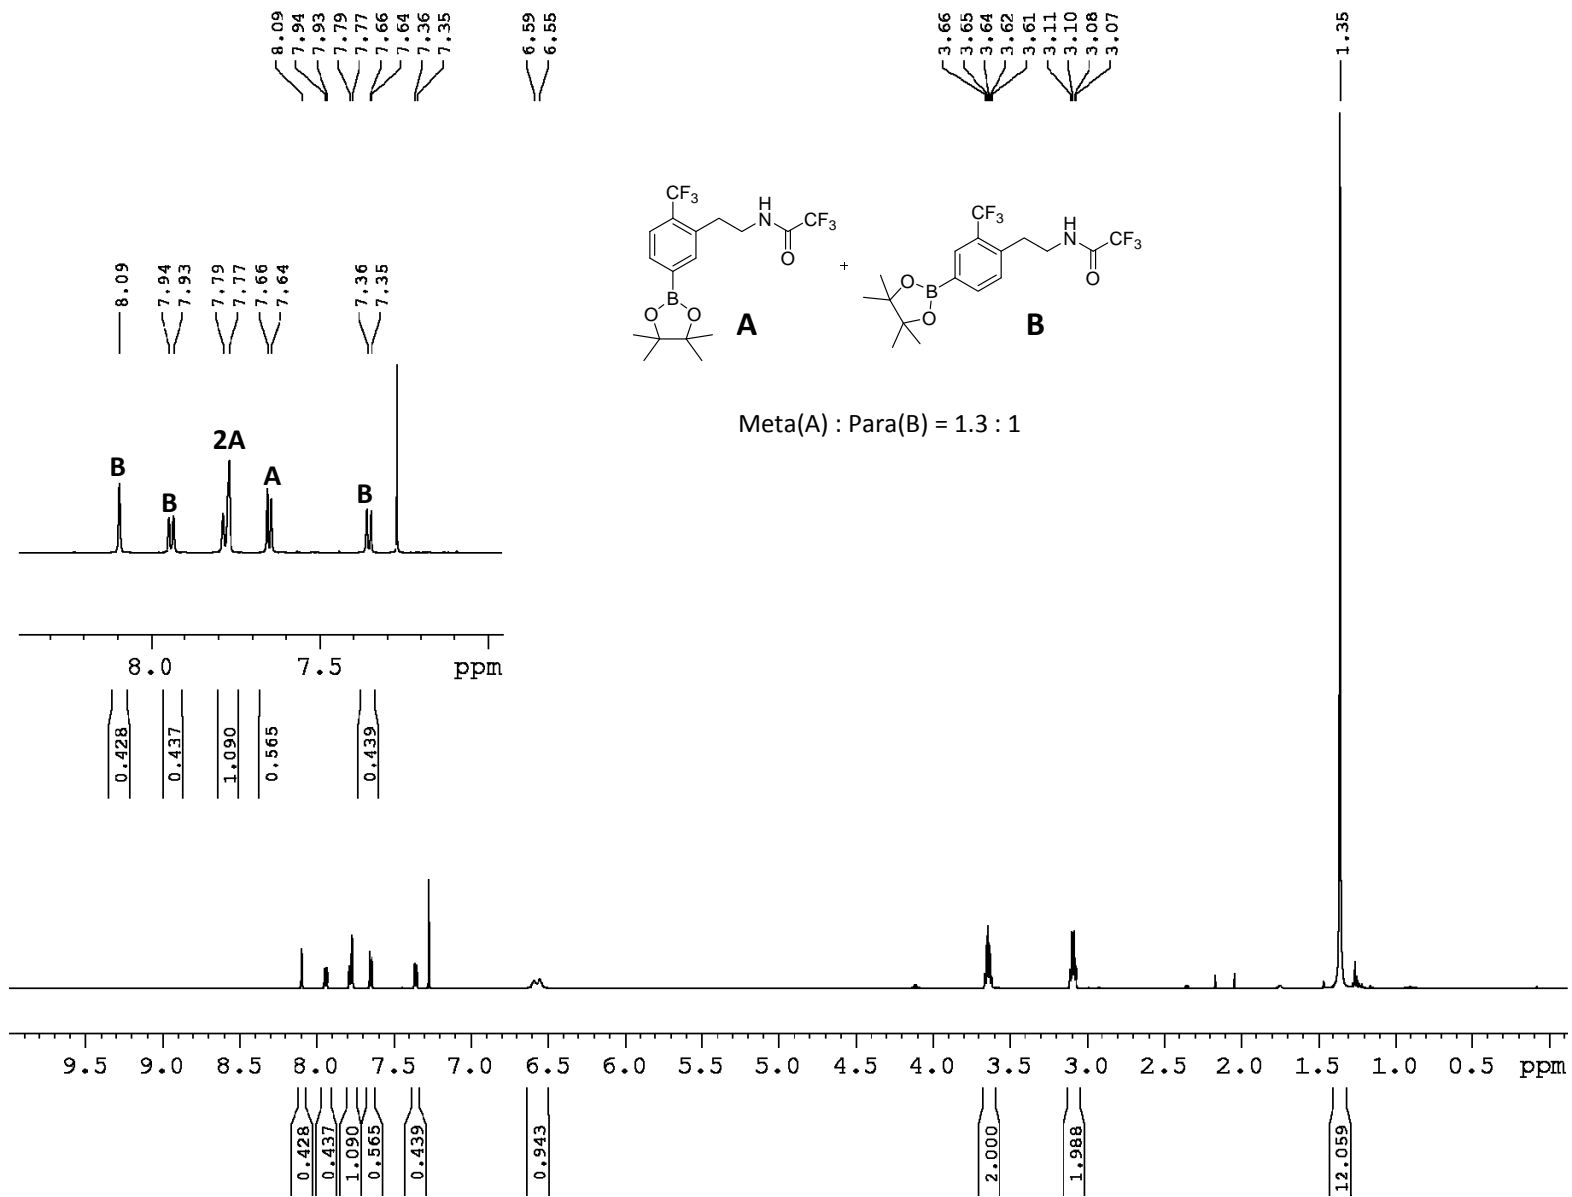 8.09
7.94
7.93
7.79
7.77
7.66
7.64
7.36
7.35
6.59
6.55
3.66
3.65
3.64
3.62
3.61
3.11
3.10
3.08
3.07
1.35
CF3
H
N
CF3
O
B
O
O
A
+
CF3
H
N
CF3
O
O
B
O
B
Meta(A) : Para(B) = 1.3 : 1
8.09
7.94
7.93
7.79
7.77
7.66
7.64
7.36
7.35
B
B
2A
A
B
8.0 7.5 ppm
0.428
0.437
1.090
0.565
0.439
9.5 9.0 8.5 8.0 7.5 7.0 6.5 6.0 5.5 5.0 4.5 4.0 3.5 3.0 2.5 2.0 1.5 1.0 0.5 ppm
0.428
0.437
1.090
0.565
0.439
0.943
2.000
1.988
12.059